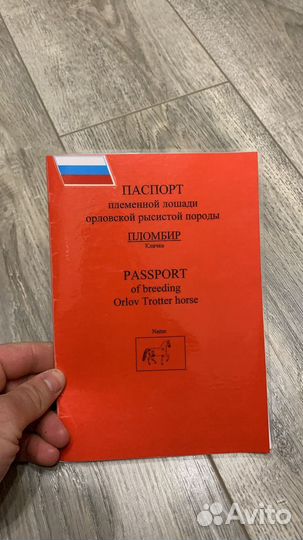 ПАСПОРТ
племенной лошади
орловской рысистой породы
ПЛОМБИР
Кличка
PASSPORT
of breeding
Orlov Trotter horse
Name
Avito